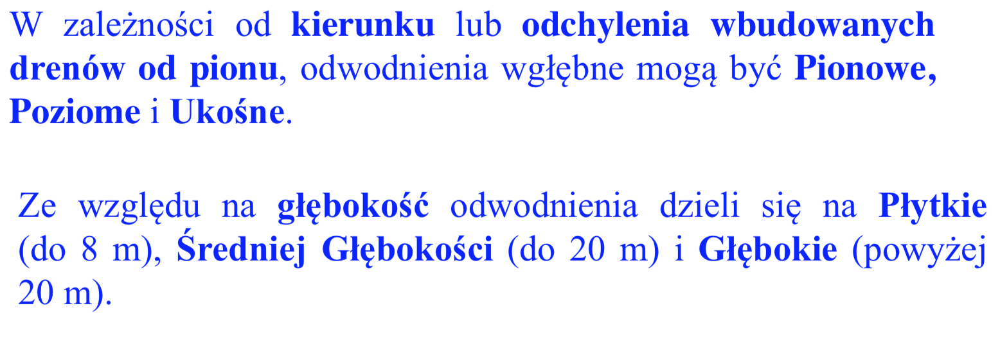 W zależności od kierunku lub odchylenia wbudowanych
drenów od pionu, odwodnienia wgłębne mogą być Pionowe,
Poziome i Ukośne.
Ze względu na głębokość odwodnienia dzieli się na Płytkie
(do 8 m), Średniej Głębokości (do 20 m) i Głębokie (powyżej
20 m).